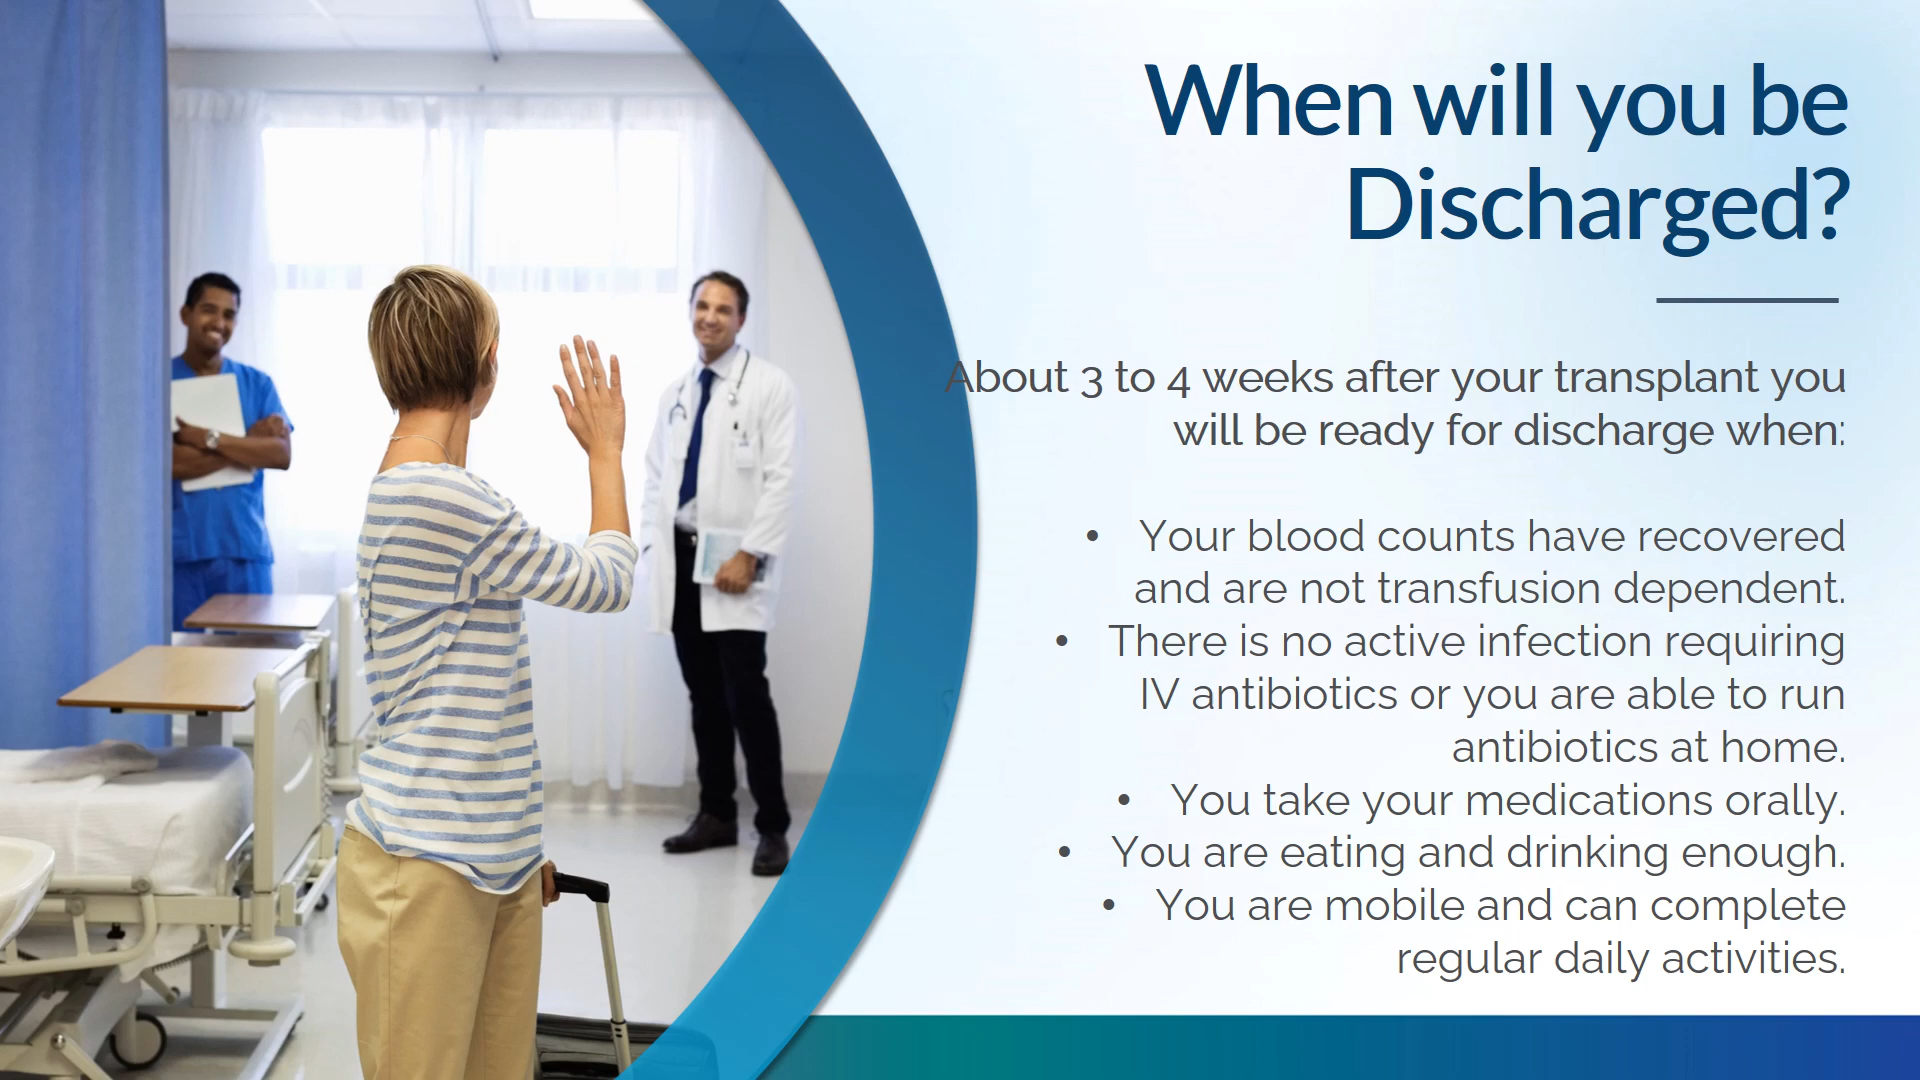 When will you be
Discharged?
About 3 to 4 weeks after your transplant you
will be ready for discharge when:
• Your blood counts have recovered
and are not transfusion dependent.
• There is no active infection requiring
IV antibiotics or you are able to run
antibiotics at home.
• You take your medications orally.
• You are eating and drinking enough.
• You are mobile and can complete
regular daily activities.